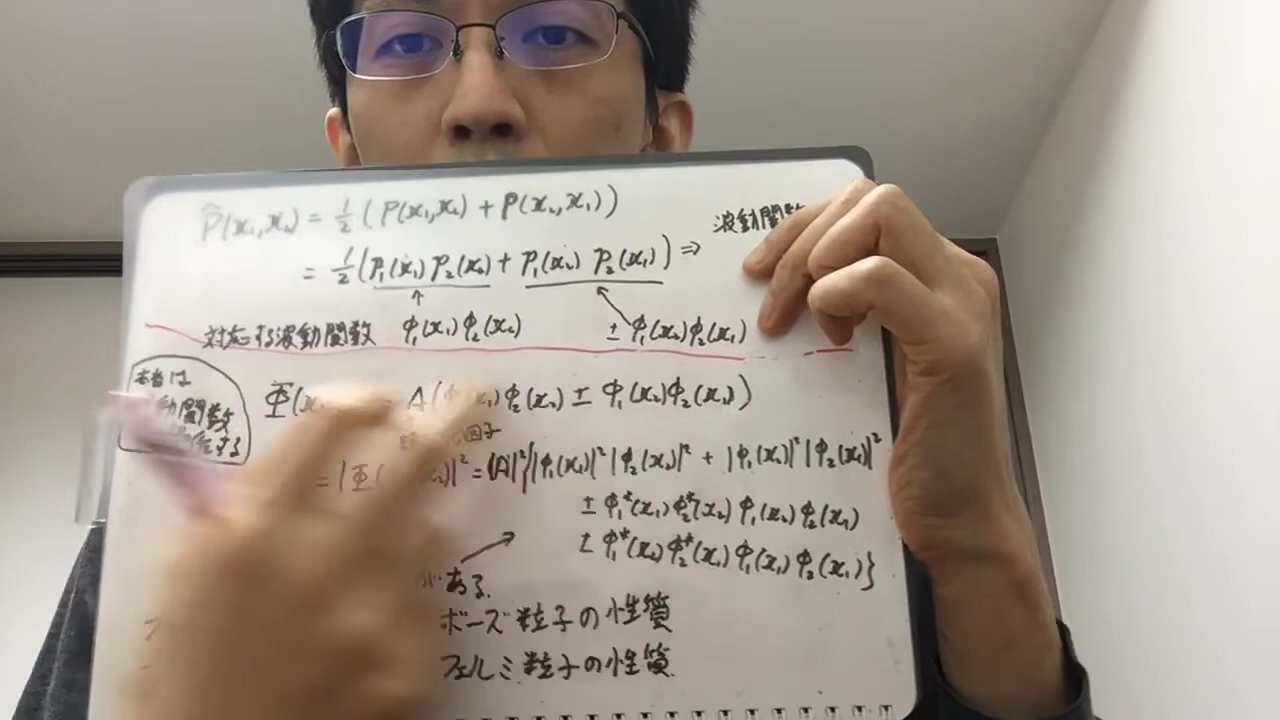 P̃(x₁,x₂) = 1/2 (P(x₁,x₂) + P(x₂,x₁))
= 1/2 (P₁(x₁) P₂(x₂) + P₁(x₂) P₂(x₁)) ⇒ 波動関数
↑
対応する波動関数 φ₁(x₁)φ₂(x₂) ± φ₁(x₂)φ₂(x₁)
本当は
動関数
する
Φ(x A(φ x₁)φ₂(x₂) ± φ₁(x₂)φ₂(x₁))
因子
= |Φ( )|² = |A|²{|φ₁(x₁)|²|φ₂(x₂)|² + |φ₁(x₂)|²|φ₂(x₁)|²
± φ₁*(x₁)φ₂*(x₂)φ₁(x₂)φ₂(x₁)
± φ₁*(x₂)φ₂*(x₁)φ₁(x₁)φ₂(x₂)}
がある.
ボーズ粒子の性質
フェルミ粒子の性質